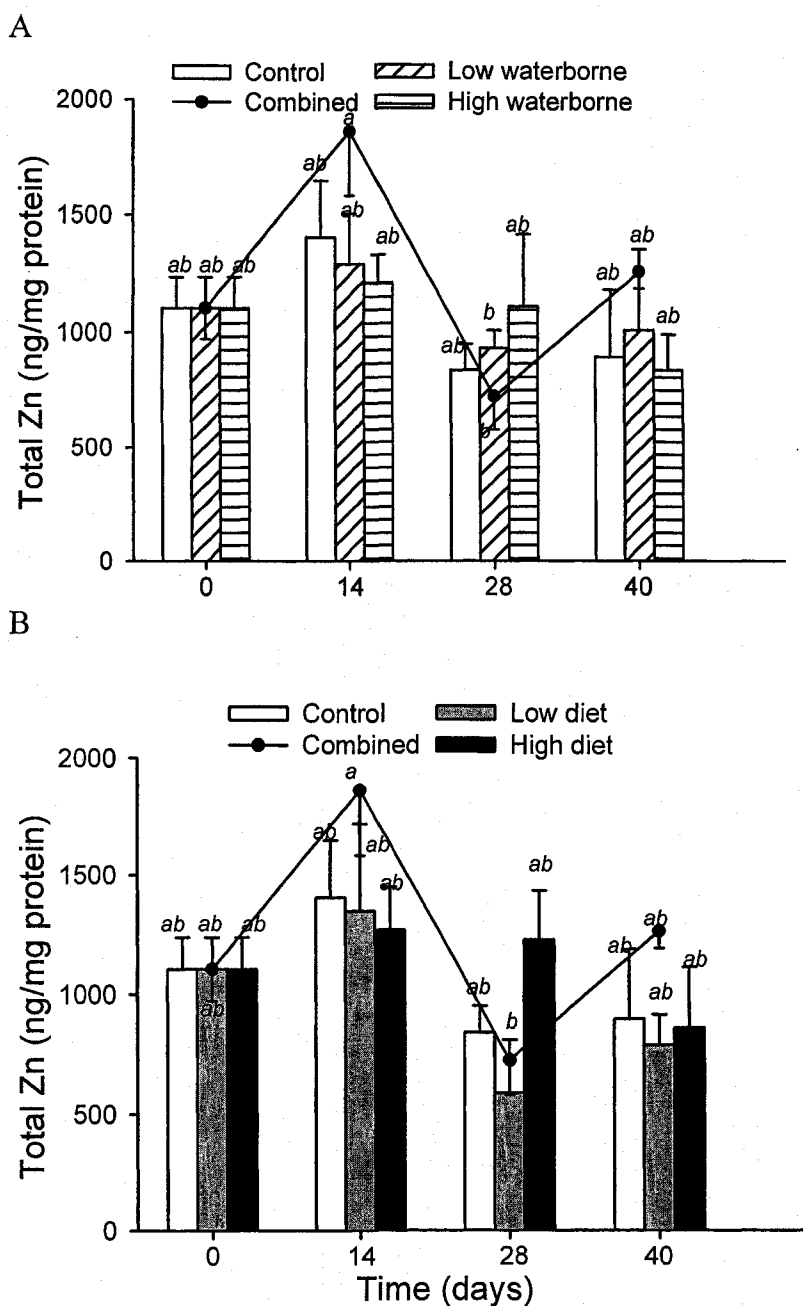 A
Control Low waterborne
Combined High waterborne
2000
1500
1000
500
0
Total Zn (ng/mg protein)
a
ab ab ab
ab ab ab
ab b ab
b
ab ab ab
0 14 28 40
B
Control Low diet
Combined High diet
2000
1500
1000
500
0
Total Zn (ng/mg protein)
a
ab ab ab
ab
ab ab ab
ab b ab
ab ab ab ab
0 14 28 40
Time (days)